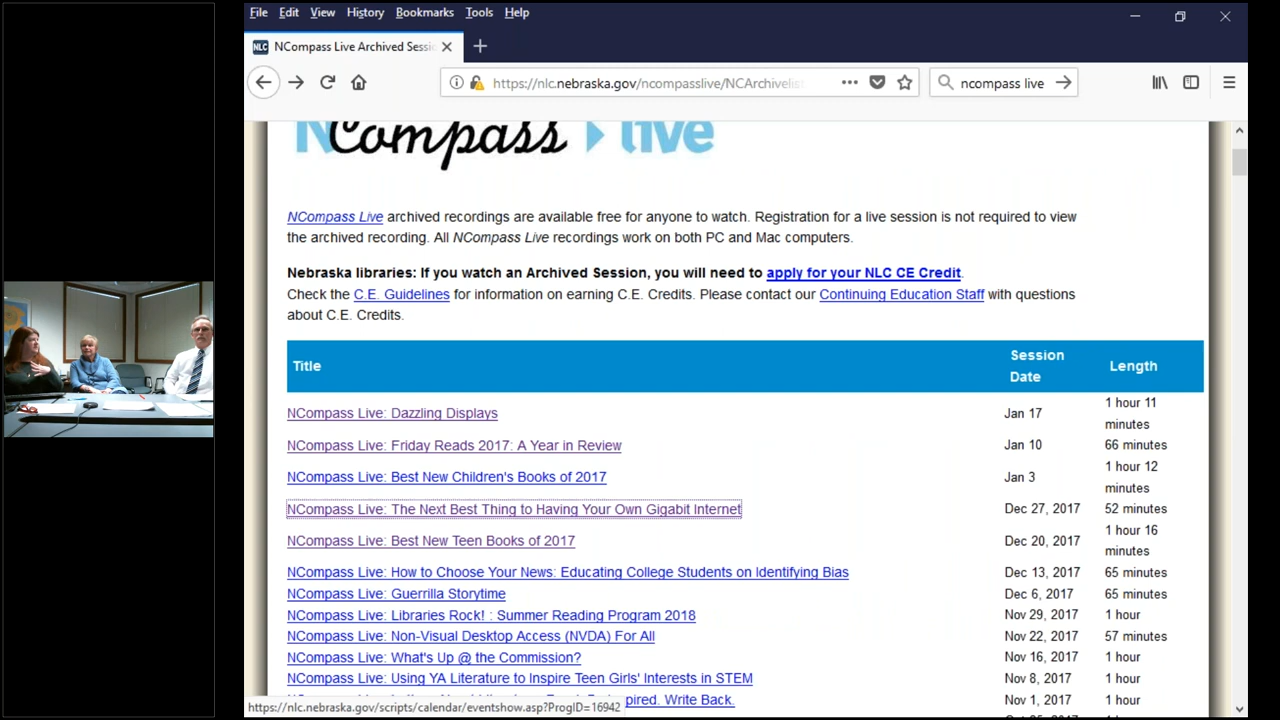 File Edit View History Bookmarks Tools Help
NLC NCompass Live Archived Sessi
https://nlc.nebraska.gov/ncompasslive/NCArchivelis
ncompass live
NCompass live
NCompass Live archived recordings are available free for anyone to watch. Registration for a live session is not required to view
the archived recording. All NCompass Live recordings work on both PC and Mac computers.
Nebraska libraries: If you watch an Archived Session, you will need to apply for your NLC CE Credit.
Check the C.E. Guidelines for information on earning C.E. Credits. Please contact our Continuing Education Staff with questions
about C.E. Credits.
Title Session Date Length
NCompass Live: Dazzling Displays Jan 17 1 hour 11 minutes
NCompass Live: Friday Reads 2017: A Year in Review Jan 10 66 minutes
NCompass Live: Best New Children's Books of 2017 Jan 3 1 hour 12 minutes
NCompass Live: The Next Best Thing to Having Your Own Gigabit Internet Dec 27, 2017 52 minutes
NCompass Live: Best New Teen Books of 2017 Dec 20, 2017 1 hour 16 minutes
NCompass Live: How to Choose Your News: Educating College Students on Identifying Bias Dec 13, 2017 65 minutes
NCompass Live: Guerrilla Storytime Dec 6, 2017 65 minutes
NCompass Live: Libraries Rock! : Summer Reading Program 2018 Nov 29, 2017 1 hour
NCompass Live: Non-Visual Desktop Access (NVDA) For All Nov 22, 2017 57 minutes
NCompass Live: What's Up @ the Commission? Nov 16, 2017 1 hour
NCompass Live: Using YA Literature to Inspire Teen Girls' Interests in STEM Nov 8, 2017 1 hour
pired. Write Back. Nov 1, 2017 1 hour
https://nlc.nebraska.gov/scripts/calendar/eventshow.asp?ProgID=16942